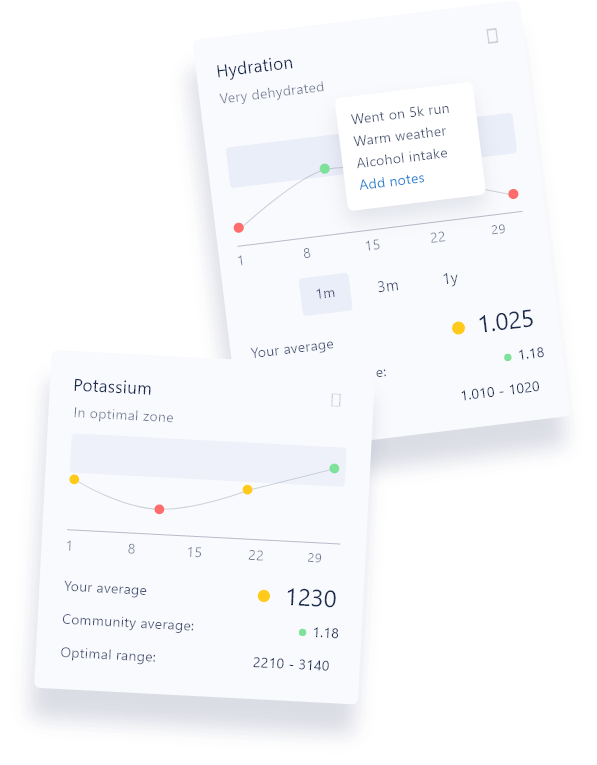 Hydration
Very dehydrated
Went on 5k run
Warm weather
Alcohol intake
Add notes
1 8 15 22 29
1m 3m 1y
Your average 1.025
e: 1.18
1.010 - 1020
Potassium
In optimal zone
1 8 15 22 29
Your average 1230
Community average: 1.18
Optimal range: 2210 - 3140